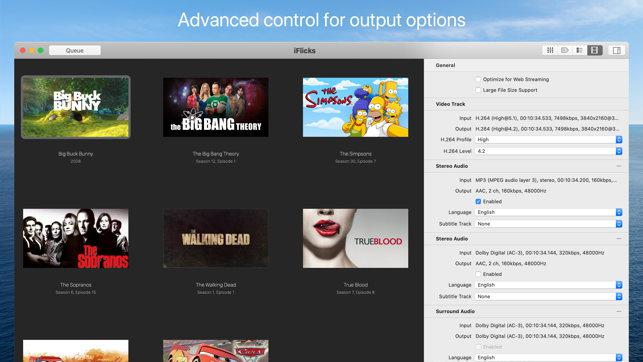 Advanced control for output options
Queue
iFlicks
Big Buck
BUNNY
Big Buck Bunny
2008
the BIG BANG THEORY
The Big Bang Theory
Season 12, Episode 1
THE SIMPSONS
The Simpsons
Season 30, Episode 7
THE Sopranos
The Sopranos
Season 6, Episode 15
THE WALKING DEAD
The Walking Dead
Season 1, Episode 1
TRUEBLOOD
True Blood
Season 7, Episode 8
Cars
General
Optimize for Web Streaming
Large File Size Support
Video Track
Input H.264 (High@5.1), 00:10:34.533, 7498kbps, 3840x2160@3...
Output H.264 (High@4.2), 00:10:34.533, 7498kbps, 3840x2160@3...
H.264 Profile High
H.264 Level 4.2
Stereo Audio
Input MP3 (MPEG audio layer 3), stereo, 00:10:34.200, 160kbps,...
Output AAC, 2 ch, 160kbps, 48000Hz
Enabled
Language English
Subtitle Track None
Stereo Audio
Input Dolby Digital (AC-3), 00:10:34.144, 320kbps, 48000Hz
Output AAC, 2 ch, 160kbps, 48000Hz
Enabled
Language English
Subtitle Track None
Surround Audio
Input Dolby Digital (AC-3), 00:10:34.144, 320kbps, 48000Hz
Output Dolby Digital (AC-3), 00:10:34.144, 320kbps, 48000Hz
Enabled
Language English